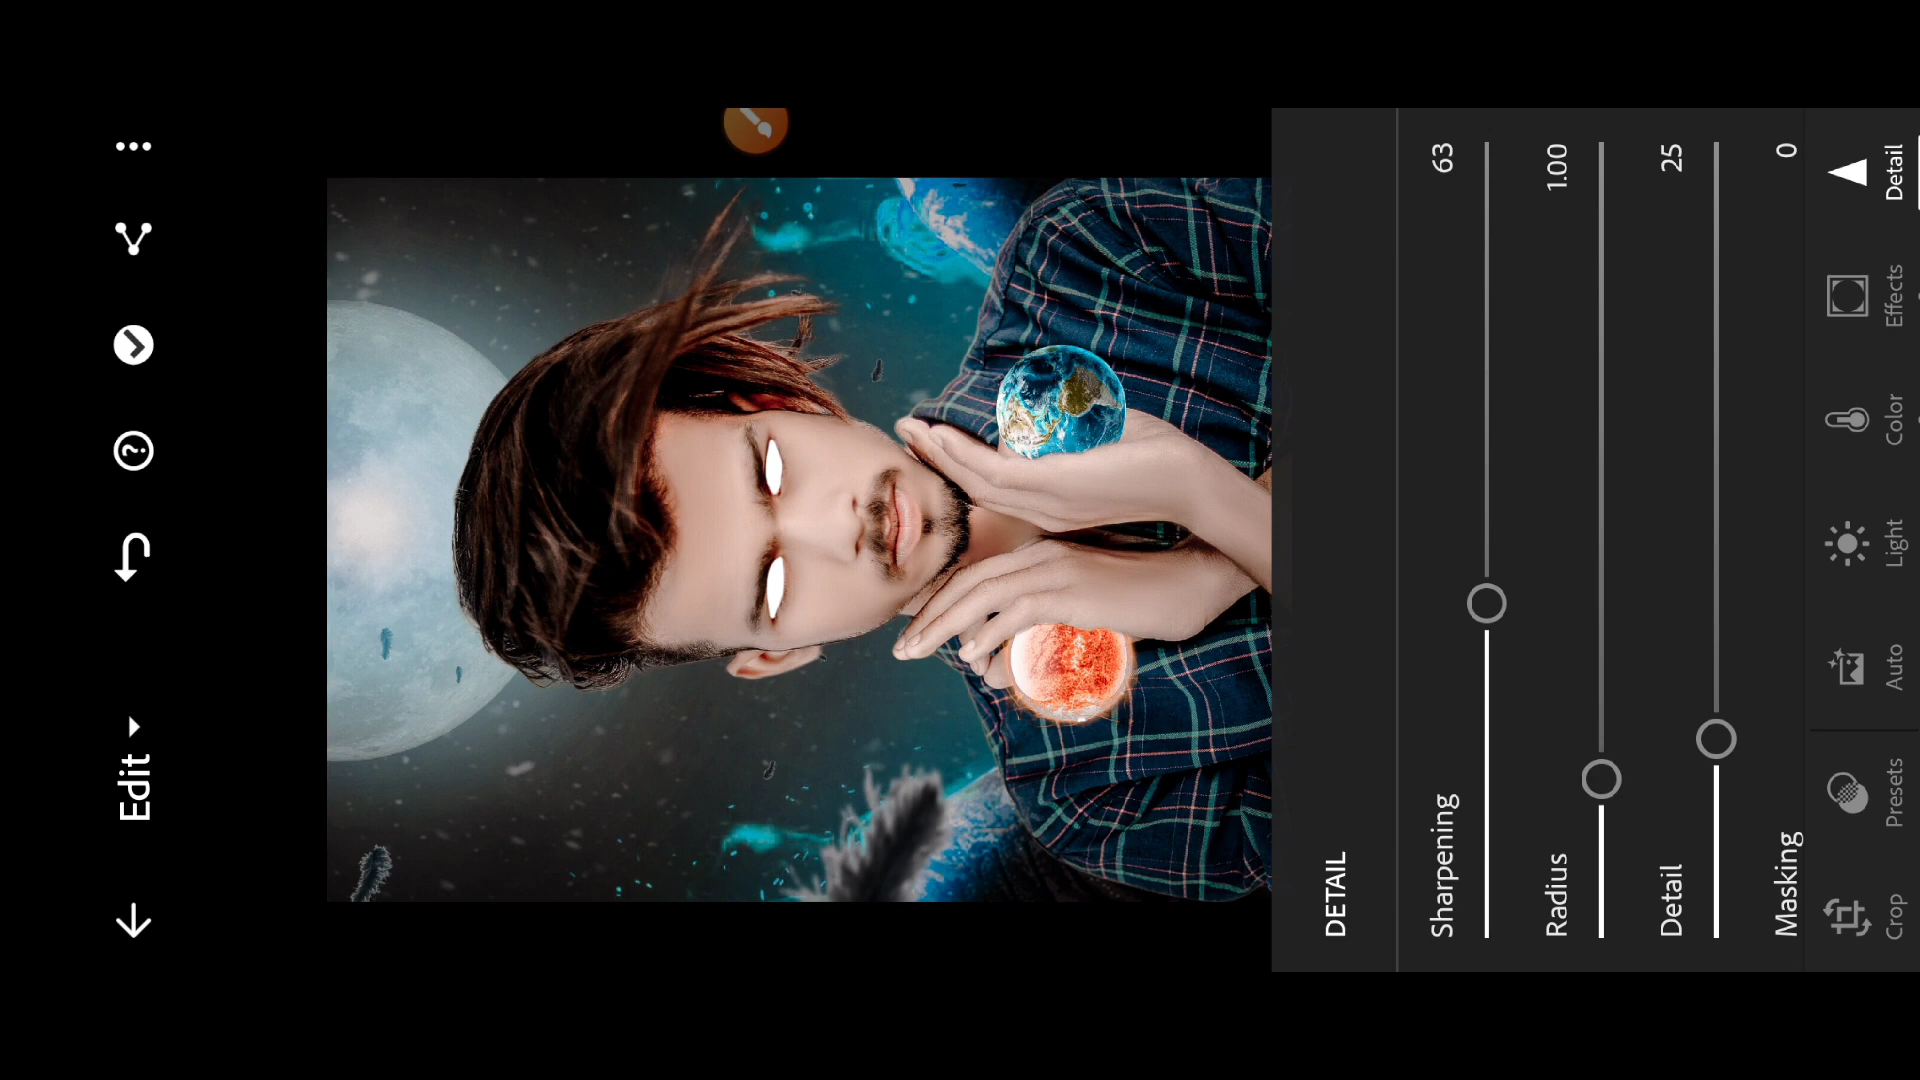 Edit
DETAIL
Sharpening 63
Radius 1.00
Detail 25
Masking 0
Crop Presets Auto Light Color Effects Detail